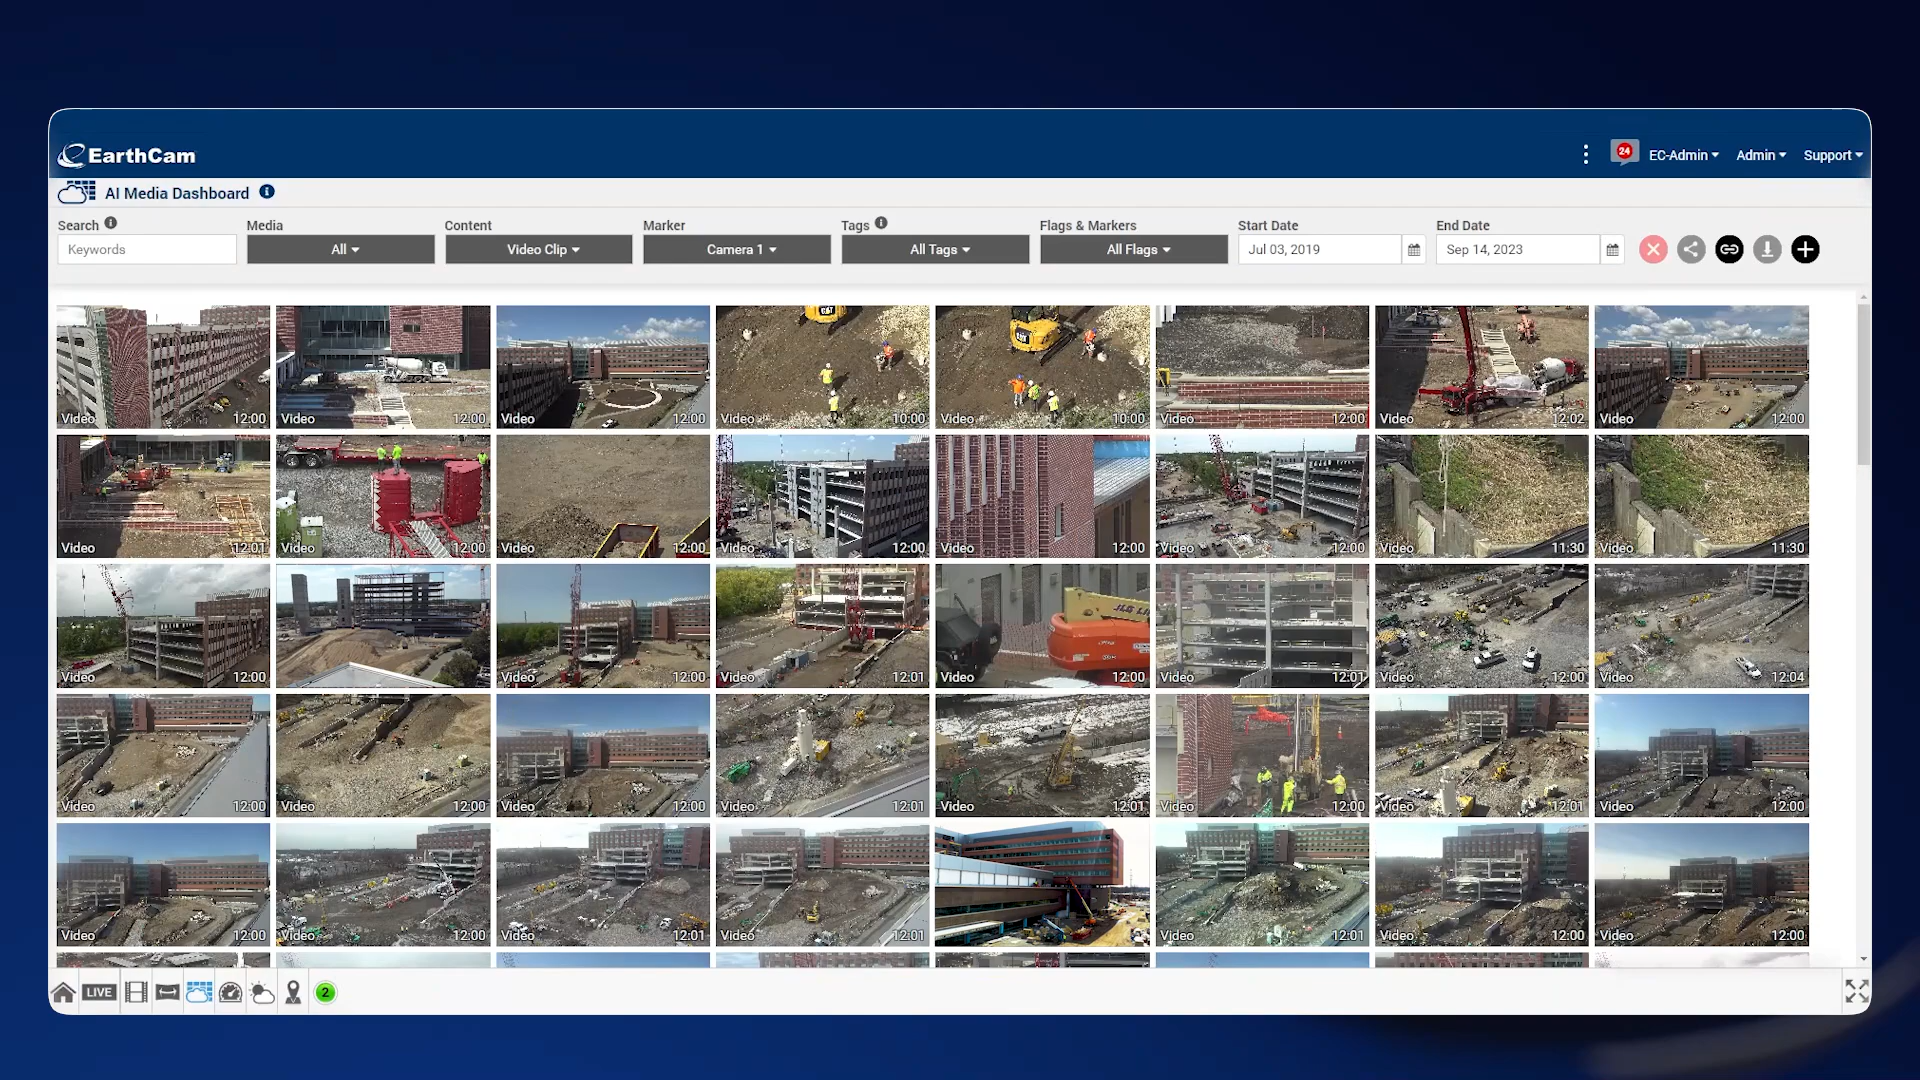 EarthCam
24 EC-Admin Admin Support
AI Media Dashboard
Search Media Content Marker Tags Flags & Markers Start Date End Date
Keywords All Video Clip Camera 1 All Tags All Flags Jul 03, 2019 Sep 14, 2023
CAT CAT
Video 12:00 Video 12:00 Video 12:00 Video 10:00 Video 10:00 Video 12:00 Video 12:02 Video 12:00
Video 12:01 Video 12:00 Video 12:00 Video 12:00 Video 12:00 Video 12:00 Video 11:30 Video 11:30
JLG
Video 12:00 Video 12:00 Video 12:01 Video 12:00 Video 12:01 Video 12:00 Video 12:04
Video 12:00 Video 12:00 Video 12:00 Video 12:01 Video 12:01 Video 12:00 Video 12:01 Video 12:00
Video 12:00 Video 12:00 Video 12:01 Video 12:01 Video 12:01 Video 12:00 Video 12:00
LIVE 2